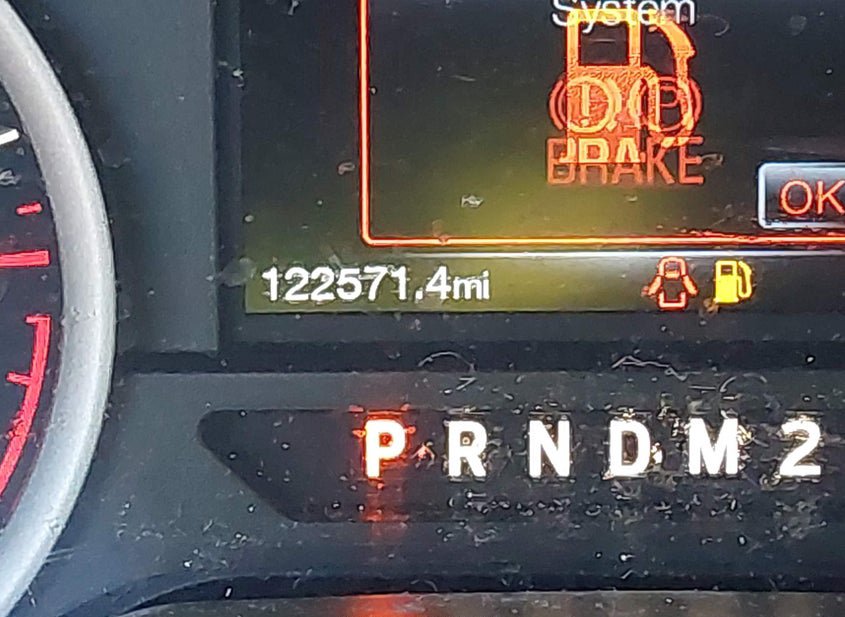 System
BRAKE
OK
122571.4mi
P R N D M 2